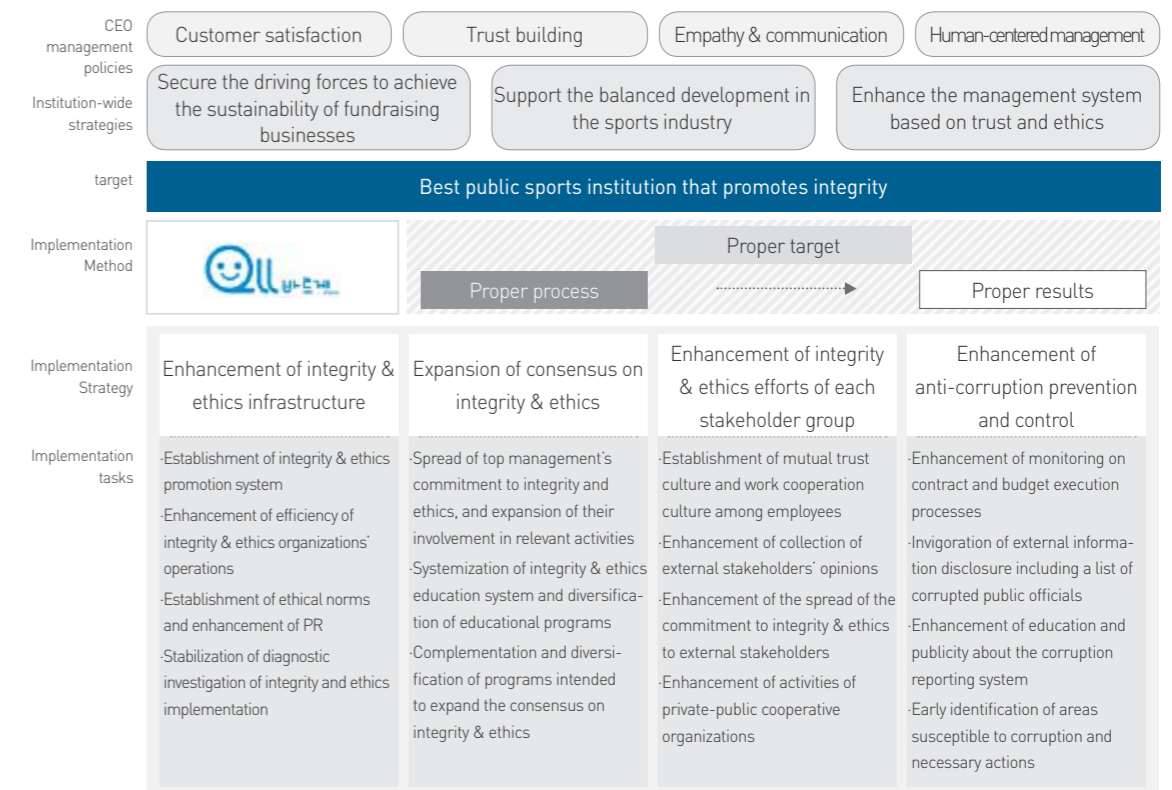 CEO
management
policies
Customer satisfaction
Trust building
Empathy & communication
Human-centered management
Institution-wide
strategies
Secure the driving forces to achieve
the sustainability of fundraising
businesses
Support the balanced development in
the sports industry
Enhance the management system
based on trust and ethics
target
Best public sports institution that promotes integrity
Implementation
Method
바르게
Proper process
Proper target
Proper results
Implementation
Strategy
Enhancement of integrity &
ethics infrastructure
Expansion of consensus on
integrity & ethics
Enhancement of integrity
& ethics efforts of each
stakeholder group
Enhancement of
anti-corruption prevention
and control
Implementation
tasks
·Establishment of integrity & ethics
promotion system
·Enhancement of efficiency of
integrity & ethics organizations’
operations
·Establishment of ethical norms
and enhancement of PR
·Stabilization of diagnostic
investigation of integrity and ethics
implementation
·Spread of top management’s
commitment to integrity and
ethics, and expansion of their
involvement in relevant activities
·Systemization of integrity & ethics
education system and diversifica-
tion of educational programs
·Complementation and diversi-
fication of programs intended
to expand the consensus on
integrity & ethics
·Establishment of mutual trust
culture and work cooperation
culture among employees
·Enhancement of collection of
external stakeholders’ opinions
·Enhancement of the spread of the
commitment to integrity & ethics
to external stakeholders
·Enhancement of activities of
private-public cooperative
organizations
·Enhancement of monitoring on
contract and budget execution
processes
·Invigoration of external informa-
tion disclosure including a list of
corrupted public officials
·Enhancement of education and
publicity about the corruption
reporting system
·Early identification of areas
susceptible to corruption and
necessary actions